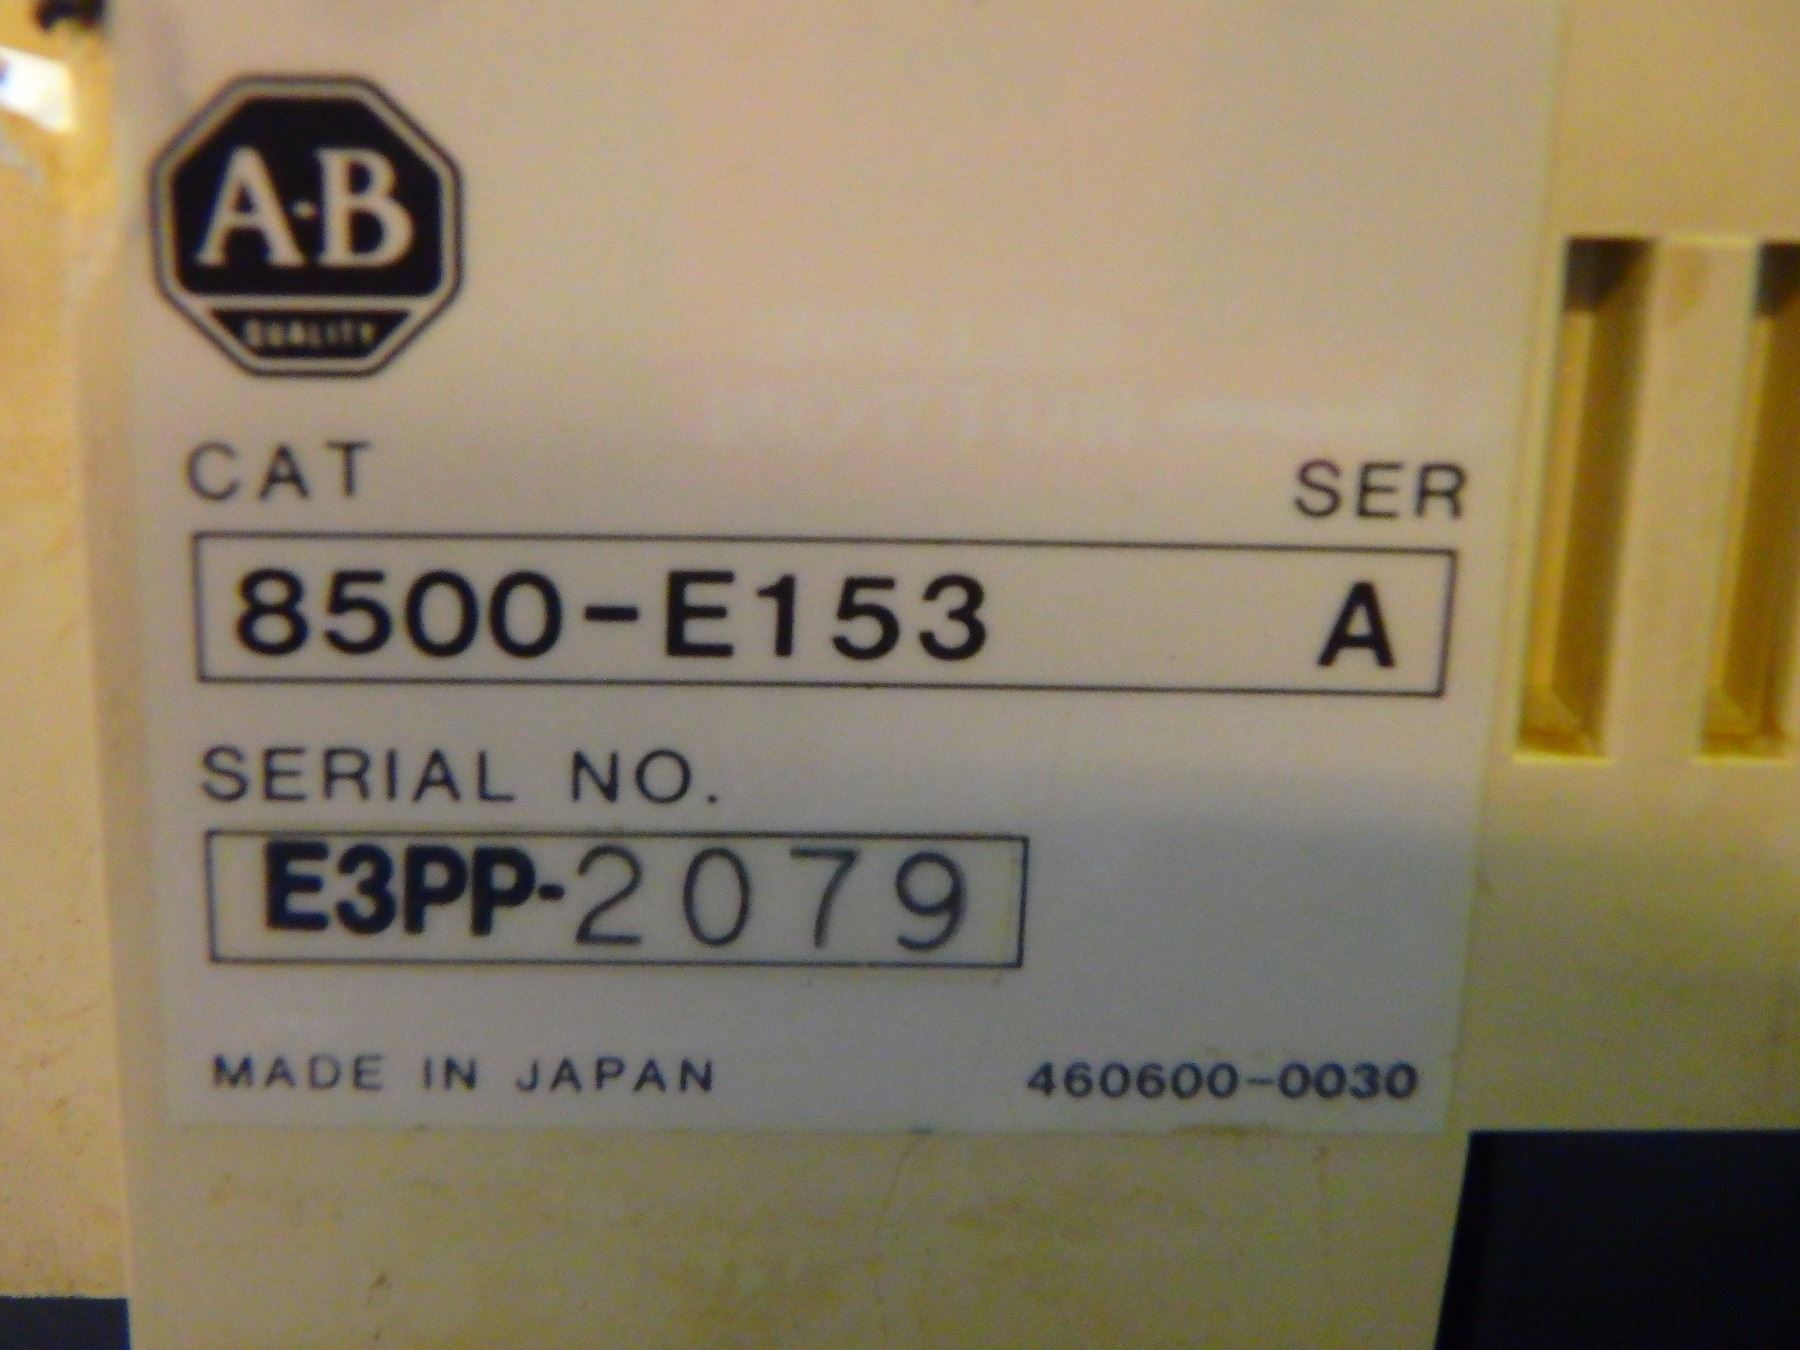 A·B
QUALITY
CAT SER
8500-E153 A
SERIAL NO.
E3PP-2079
MADE IN JAPAN 460600-0030